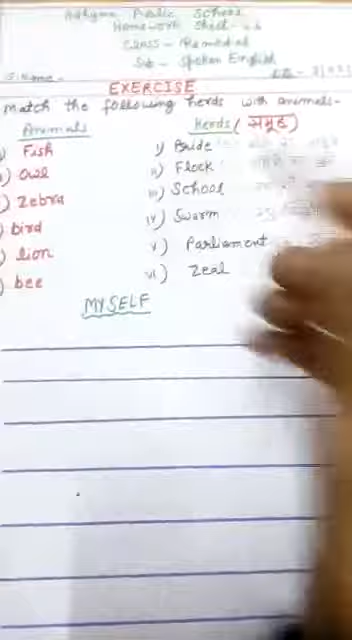 Public School
Homework Sheet -
Class - Remedial
Sub - Spoken English
EXERCISE
Match the following herds with animals-
Animals Herds (समूह)
Fish i) Pride
Owl ii) Flock
Zebra iii) School
bird iv) Swarm
lion v) Parliament
bee vi) Zeal
MYSELF